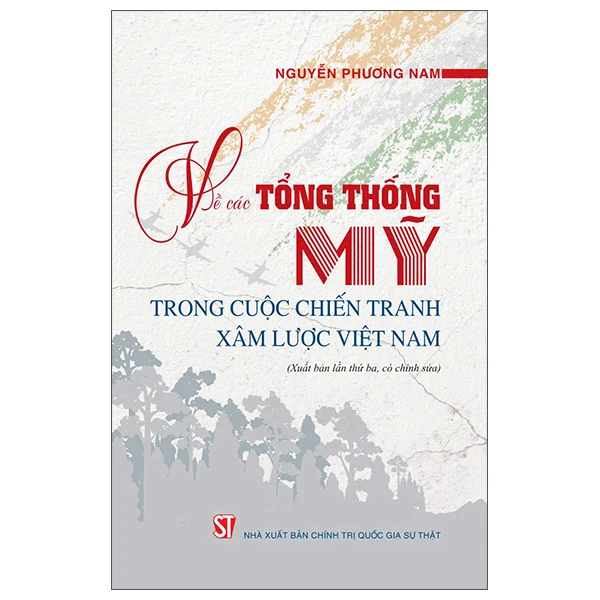 NGUYỄN PHƯƠNG NAM
Về các TỔNG THỐNG
MỸ
TRONG CUỘC CHIẾN TRANH
XÂM LƯỢC VIỆT NAM
(Xuất bản lần thứ ba, có chỉnh sửa)
ST
NHÀ XUẤT BẢN CHÍNH TRỊ QUỐC GIA SỰ THẬT